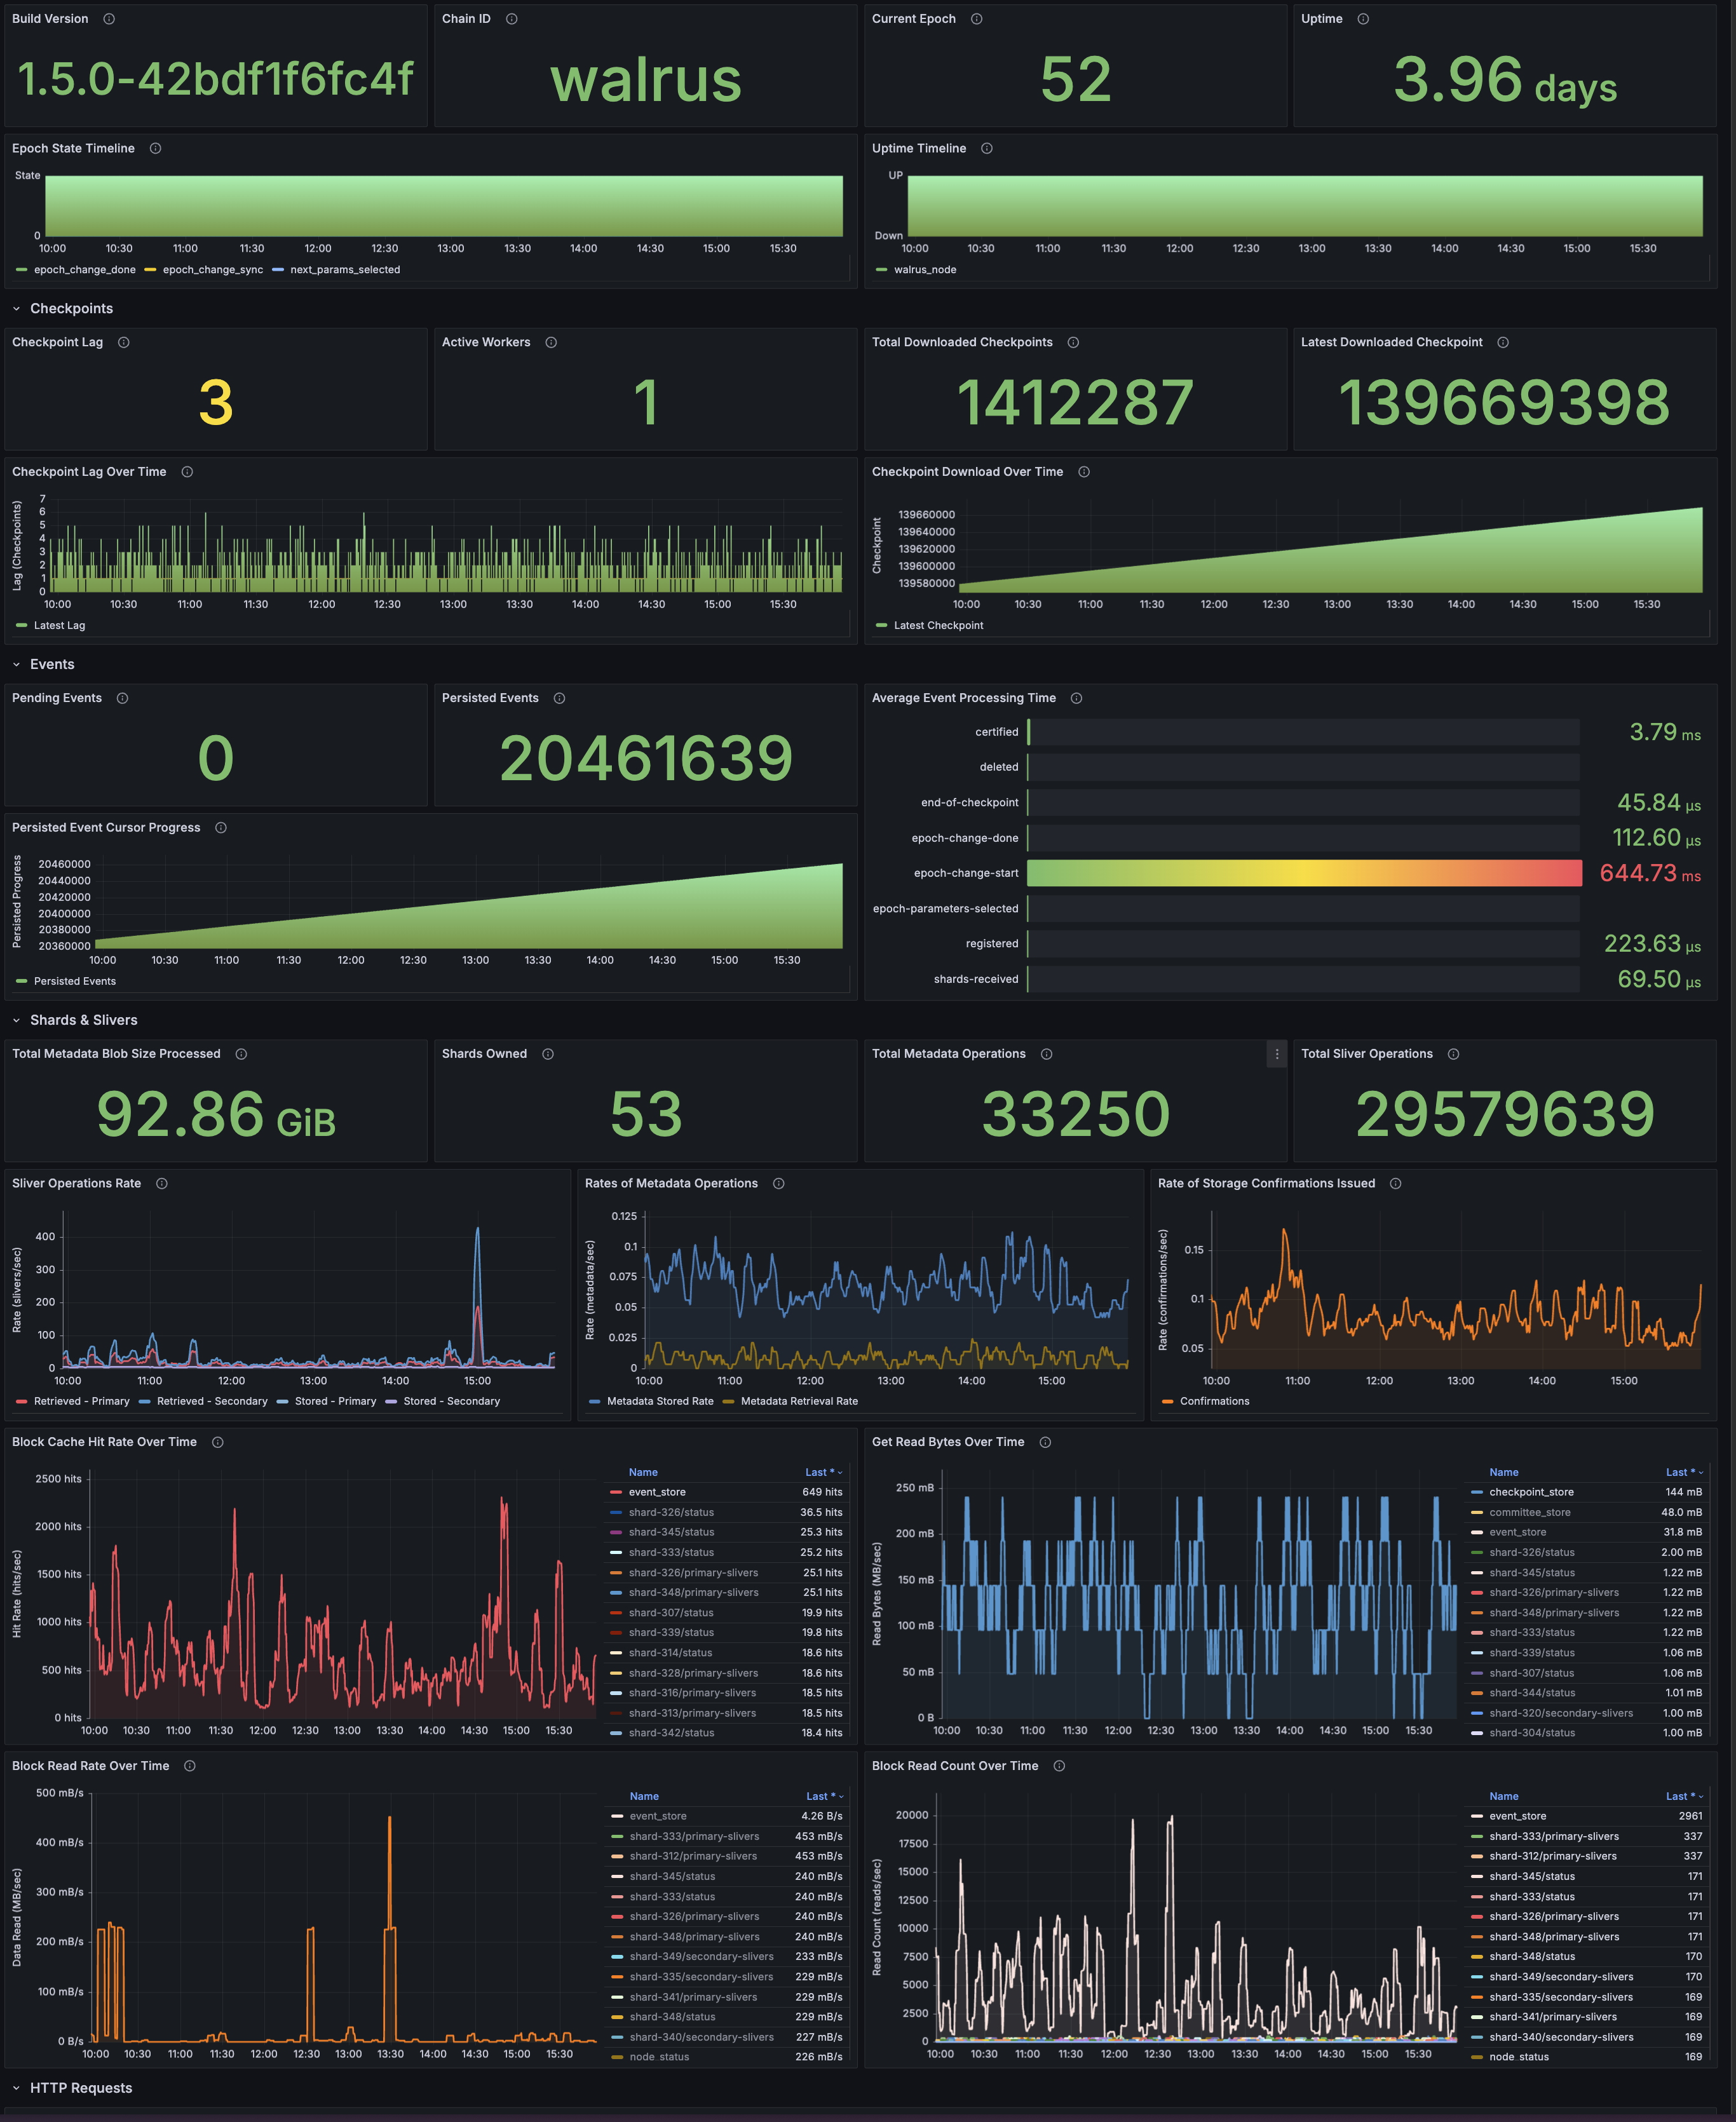 Build Version
1.5.0-42bdf1f6fc4f
Chain ID
walrus
Current Epoch
52
Uptime
3.96 days
Epoch State Timeline
State
0
10:00 10:30 11:00 11:30 12:00 12:30 13:00 13:30 14:00 14:30 15:00 15:30
epoch_change_done epoch_change_sync next_params_selected
Uptime Timeline
UP
Down
10:00 10:30 11:00 11:30 12:00 12:30 13:00 13:30 14:00 14:30 15:00 15:30
walrus_node
Checkpoints
Checkpoint Lag
3
Active Workers
1
Total Downloaded Checkpoints
1412287
Latest Downloaded Checkpoint
139669398
Checkpoint Lag Over Time
Lag (Checkpoints)
7
6
5
4
3
2
1
0
10:00 10:30 11:00 11:30 12:00 12:30 13:00 13:30 14:00 14:30 15:00 15:30
Latest Lag
Checkpoint Download Over Time
Checkpoint
139660000
139640000
139620000
139600000
139580000
10:00 10:30 11:00 11:30 12:00 12:30 13:00 13:30 14:00 14:30 15:00 15:30
Latest Checkpoint
Events
Pending Events
0
Persisted Events
20461639
Persisted Event Cursor Progress
Persisted Progress
20460000
20440000
20420000
20400000
20380000
20360000
10:00 10:30 11:00 11:30 12:00 12:30 13:00 13:30 14:00 14:30 15:00 15:30
Persisted Events
Average Event Processing Time
certified 3.79 ms
deleted
end-of-checkpoint 45.84 µs
epoch-change-done 112.60 µs
epoch-change-start 644.73 ms
epoch-parameters-selected
registered 223.63 µs
shards-received 69.50 µs
Shards & Slivers
Total Metadata Blob Size Processed
92.86 GiB
Shards Owned
53
Total Metadata Operations
33250
Total Sliver Operations
29579639
Sliver Operations Rate
Rate (slivers/sec)
400
300
200
100
0
10:00 11:00 12:00 13:00 14:00 15:00
Retrieved - Primary Retrieved - Secondary Stored - Primary Stored - Secondary
Rates of Metadata Operations
Rate (metadata/sec)
0.125
0.1
0.075
0.05
0.025
0
10:00 11:00 12:00 13:00 14:00 15:00
Metadata Stored Rate Metadata Retrieval Rate
Rate of Storage Confirmations Issued
Rate (confirmations/sec)
0.15
0.1
0.05
10:00 11:00 12:00 13:00 14:00 15:00
Confirmations
Block Cache Hit Rate Over Time
Hit Rate (hits/sec)
2500 hits
2000 hits
1500 hits
1000 hits
500 hits
0 hits
10:00 10:30 11:00 11:30 12:00 12:30 13:00 13:30 14:00 14:30 15:00 15:30
Name Last *
event_store 649 hits
shard-326/status 36.5 hits
shard-345/status 25.3 hits
shard-333/status 25.2 hits
shard-326/primary-slivers 25.1 hits
shard-348/primary-slivers 25.1 hits
shard-307/status 19.9 hits
shard-339/status 19.8 hits
shard-314/status 18.6 hits
shard-328/primary-slivers 18.6 hits
shard-316/primary-slivers 18.5 hits
shard-313/primary-slivers 18.5 hits
shard-342/status 18.4 hits
Get Read Bytes Over Time
Read Bytes (MB/sec)
250 mB
200 mB
150 mB
100 mB
50 mB
0 B
10:00 10:30 11:00 11:30 12:00 12:30 13:00 13:30 14:00 14:30 15:00 15:30
Name Last *
checkpoint_store 144 mB
committee_store 48.0 mB
event_store 31.8 mB
shard-326/status 2.00 mB
shard-345/status 1.22 mB
shard-326/primary-slivers 1.22 mB
shard-348/primary-slivers 1.22 mB
shard-333/status 1.22 mB
shard-339/status 1.06 mB
shard-307/status 1.06 mB
shard-344/status 1.01 mB
shard-320/secondary-slivers 1.00 mB
shard-304/status 1.00 mB
Block Read Rate Over Time
Data Read (MB/sec)
500 mB/s
400 mB/s
300 mB/s
200 mB/s
100 mB/s
0 B/s
10:00 10:30 11:00 11:30 12:00 12:30 13:00 13:30 14:00 14:30 15:00 15:30
Name Last *
event_store 4.26 B/s
shard-333/primary-slivers 453 mB/s
shard-312/primary-slivers 453 mB/s
shard-345/status 240 mB/s
shard-333/status 240 mB/s
shard-326/primary-slivers 240 mB/s
shard-348/primary-slivers 240 mB/s
shard-349/secondary-slivers 233 mB/s
shard-335/secondary-slivers 229 mB/s
shard-341/primary-slivers 229 mB/s
shard-348/status 229 mB/s
shard-340/secondary-slivers 227 mB/s
node_status 226 mB/s
Block Read Count Over Time
Read Count (reads/sec)
20000
17500
15000
12500
10000
7500
5000
2500
0
10:00 10:30 11:00 11:30 12:00 12:30 13:00 13:30 14:00 14:30 15:00 15:30
Name Last *
event_store 2961
shard-333/primary-slivers 337
shard-312/primary-slivers 337
shard-345/status 171
shard-333/status 171
shard-326/primary-slivers 171
shard-348/primary-slivers 171
shard-348/status 170
shard-349/secondary-slivers 170
shard-335/secondary-slivers 169
shard-341/primary-slivers 169
shard-340/secondary-slivers 169
node_status 169
HTTP Requests